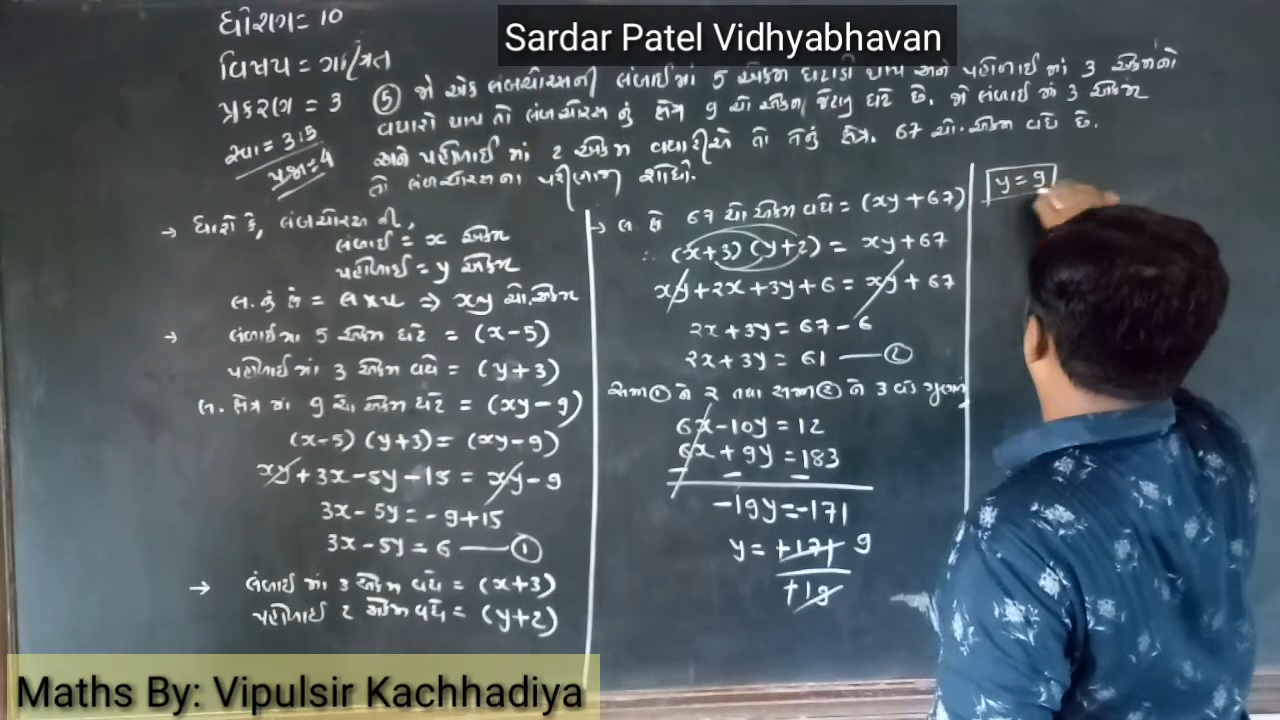 Sardar Patel Vidhyabhavan
ધોરણ = 10
વિષય = ગણિત
પ્રકરણ = 3
સ્વા = 3.5
પ્રશ્ન = 4
⑤ જો એક લંબચોરસની લંબાઈમાં 5 એકમ ઘટાડો થાય અને પહોળાઈ માં 3 એકમનો
વધારો થાય તો લંબચોરસ નું ક્ષેત્ર 9 ચો એકમ જેટલું ઘટે છે. જો લંબાઈ માં 3 એકમ
અને પહોળાઈ માં 2 એકમ વધારીએ તો તેનું ક્ષેત્ર. 67 ચો.એકમ વધે છે.
તો લંબચોરસના પરિમાણ શોધો.
→ ધારો કે, લંબચોરસ ની,
લંબાઈ = x એકમ
પહોળાઈ = y એકમ
લ. નું ક્ષે = લ x પ ⇒ xy ચો.એકમ
→ લંબાઈમાં 5 એકમ ઘટે = (x-5)
પહોળાઈ માં 3 એકમ વધે = (y+3)
લ. ક્ષેત્ર માં 9 ચો એકમ ઘટે = (xy-9)
(x-5) (y+3) = (xy-9)
xy+3x-5y-15 = xy-9
3x-5y = -9+15
3x-5y = 6 — ①
→ લંબાઈ માં 3 એકમ વધે = (x+3)
પહોળાઈ 2 એકમ વધે = (y+2)
→ લ. ક્ષે 67 ચો એકમ વધે = (xy+67)
∴ (x+3) (y+2) = xy+67
xy+2x+3y+6 = xy+67
2x+3y = 67-6
2x+3y = 61 — ②
સમી ① ને ૨ તથા સમી ② ને 3 વડે ગુણતાં
6x-10y = 12
6x+9y = 183
- - -
-19y = -171
y = +171 9
+19
y = 9
Maths By: Vipulsir Kachhadiya